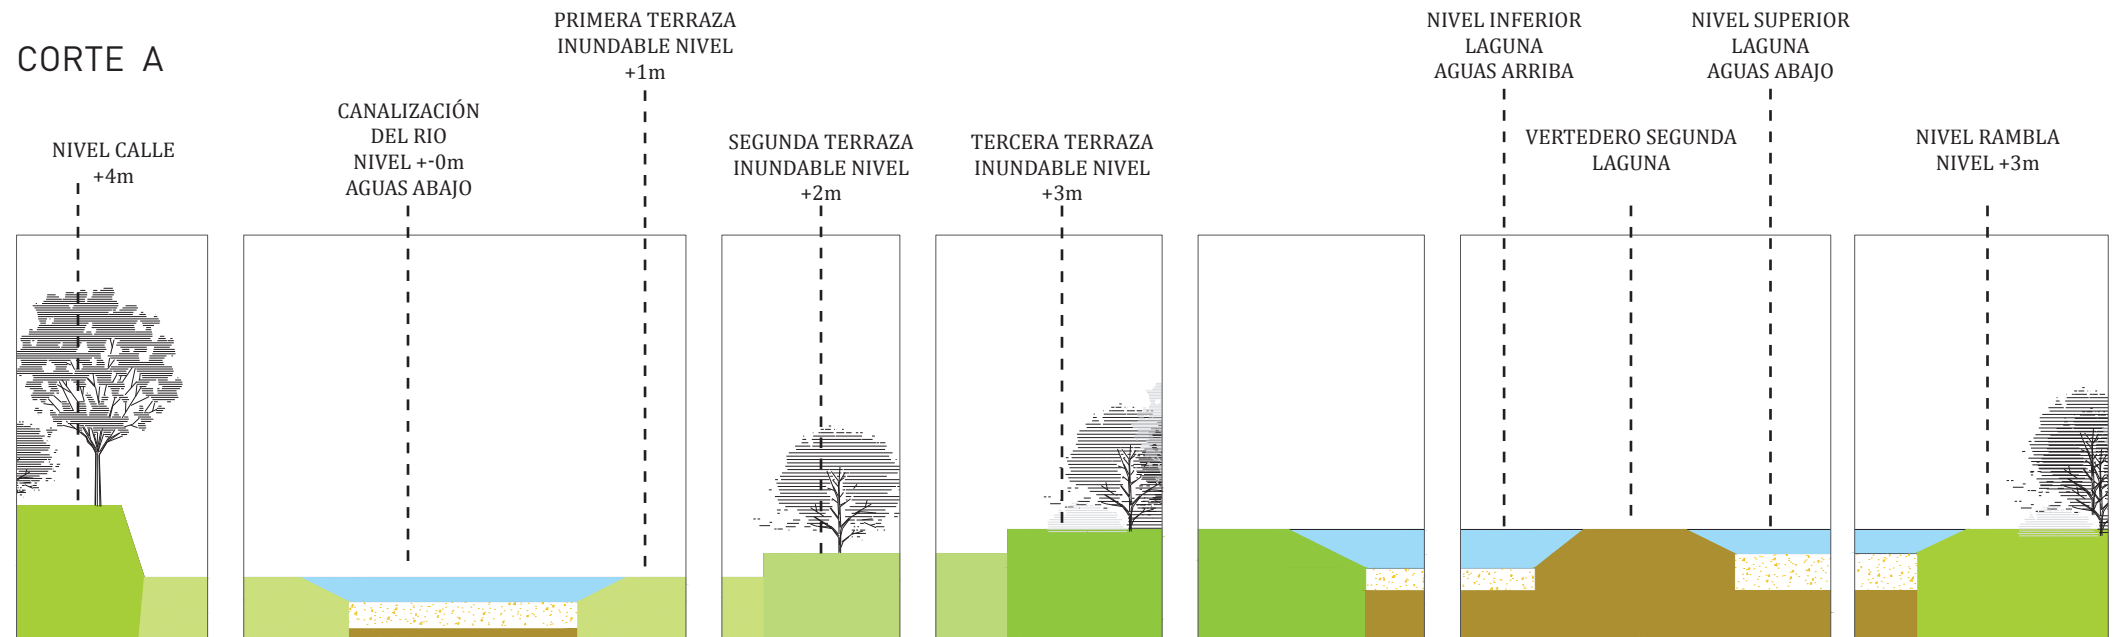 CORTE A
NIVEL CALLE
+4m
CANALIZACIÓN
DEL RIO
NIVEL +-0m
AGUAS ABAJO
PRIMERA TERRAZA
INUNDABLE NIVEL
+1m
SEGUNDA TERRAZA
INUNDABLE NIVEL
+2m
TERCERA TERRAZA
INUNDABLE NIVEL
+3m
NIVEL INFERIOR
LAGUNA
AGUAS ARRIBA
VERTEDERO SEGUNDA
LAGUNA
NIVEL SUPERIOR
LAGUNA
AGUAS ABAJO
NIVEL RAMBLA
NIVEL +3m